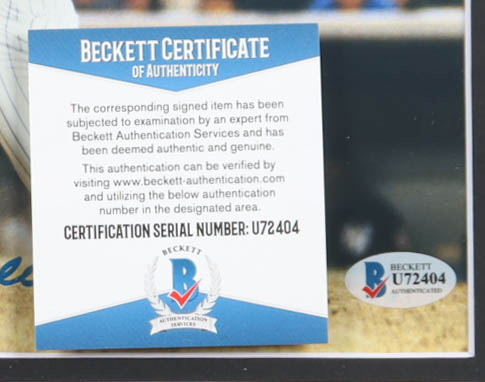 BECKETT CERTIFICATE
OF AUTHENTICITY
The corresponding signed item has been
subjected to examination by an expert from
Beckett Authentication Services and has
been deemed authentic and genuine.
This authentication can be verified by
visiting www.beckett-authentication.com
and utilizing the below authentication
number in the designated area.
CERTIFICATION SERIAL NUMBER: U72404
BECKETT
B
AUTHENTICATION
SERVICES
BECKETT
B U72404
AUTHENTICATED